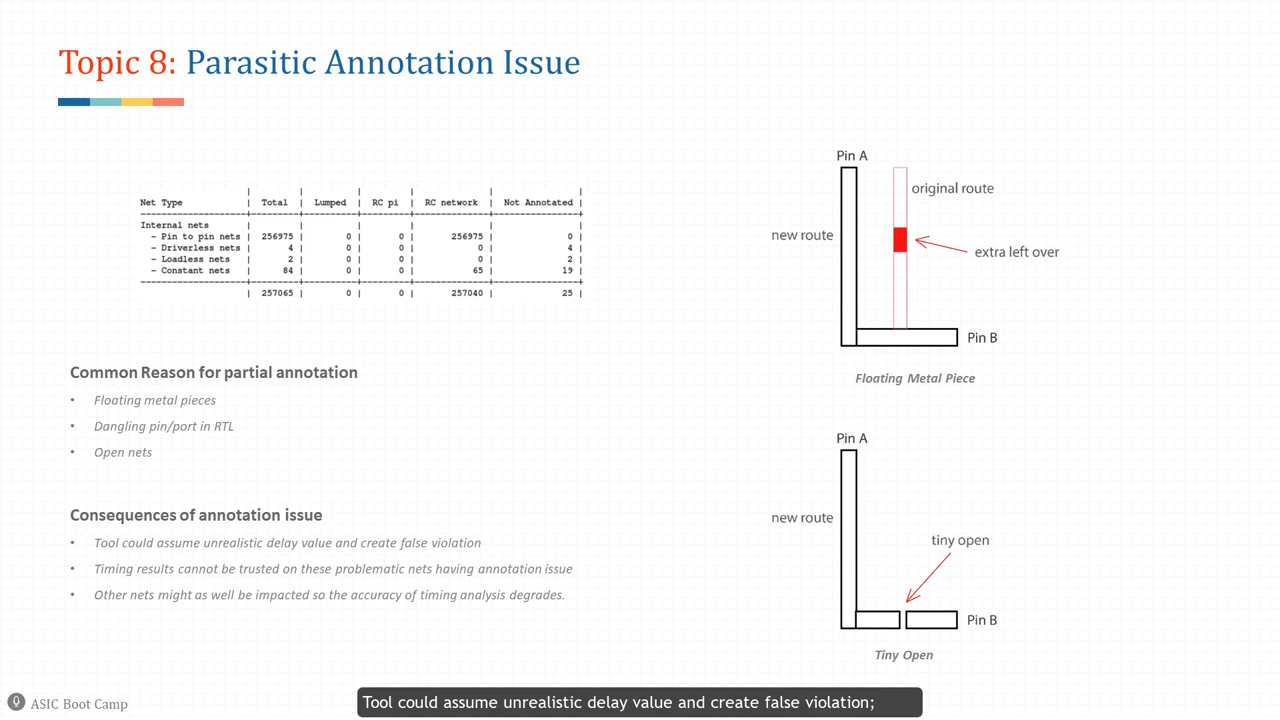 Topic 8: Parasitic Annotation Issue
Net Type | Total | Lumped | RC pi | RC network | Not Annotated |
Internal nets
- Pin to pin nets | 256975 | 0 | 0 | 256975 | 0 |
- Driverless nets | 4 | 0 | 0 | 0 | 4 |
- Loadless nets | 2 | 0 | 0 | 0 | 2 |
- Constant nets | 84 | 0 | 0 | 65 | 19 |
| 257065 | 0 | 0 | 257040 | 25 |
Common Reason for partial annotation
• Floating metal pieces
• Dangling pin/port in RTL
• Open nets
Consequences of annotation issue
• Tool could assume unrealistic delay value and create false violation
• Timing results cannot be trusted on these problematic nets having annotation issue
• Other nets might as well be impacted so the accuracy of timing analysis degrades.
Pin A
original route
new route
extra left over
Pin B
Floating Metal Piece
Pin A
new route
tiny open
Pin B
Tiny Open
ASIC Boot Camp
Tool could assume unrealistic delay value and create false violation;